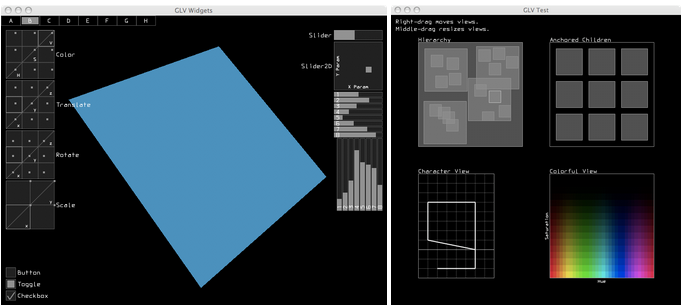 GLV Widgets
A B C D E F G H
Color
Translate
Rotate
Scale
Button
Toggle
Checkbox
Slider
Slider2D
Y Param
X Param
GLV Test
Right-drag moves views.
Middle-drag resizes views.
Hierarchy
Anchored Children
Character View
Colorful View
Saturation
Hue